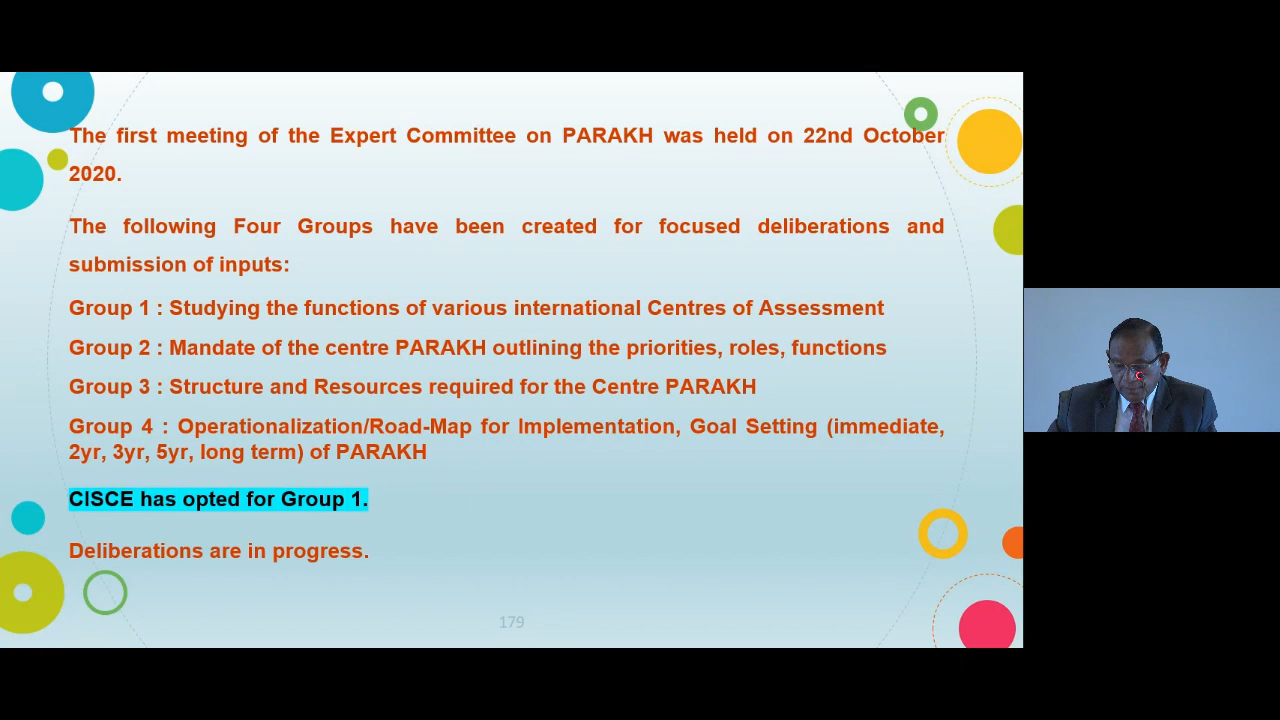 The first meeting of the Expert Committee on PARAKH was held on 22nd October
2020.
The following Four Groups have been created for focused deliberations and
submission of inputs:
Group 1 : Studying the functions of various international Centres of Assessment
Group 2 : Mandate of the centre PARAKH outlining the priorities, roles, functions
Group 3 : Structure and Resources required for the Centre PARAKH
Group 4 : Operationalization/Road-Map for Implementation, Goal Setting (immediate,
2yr, 3yr, 5yr, long term) of PARAKH
CISCE has opted for Group 1.
Deliberations are in progress.
179